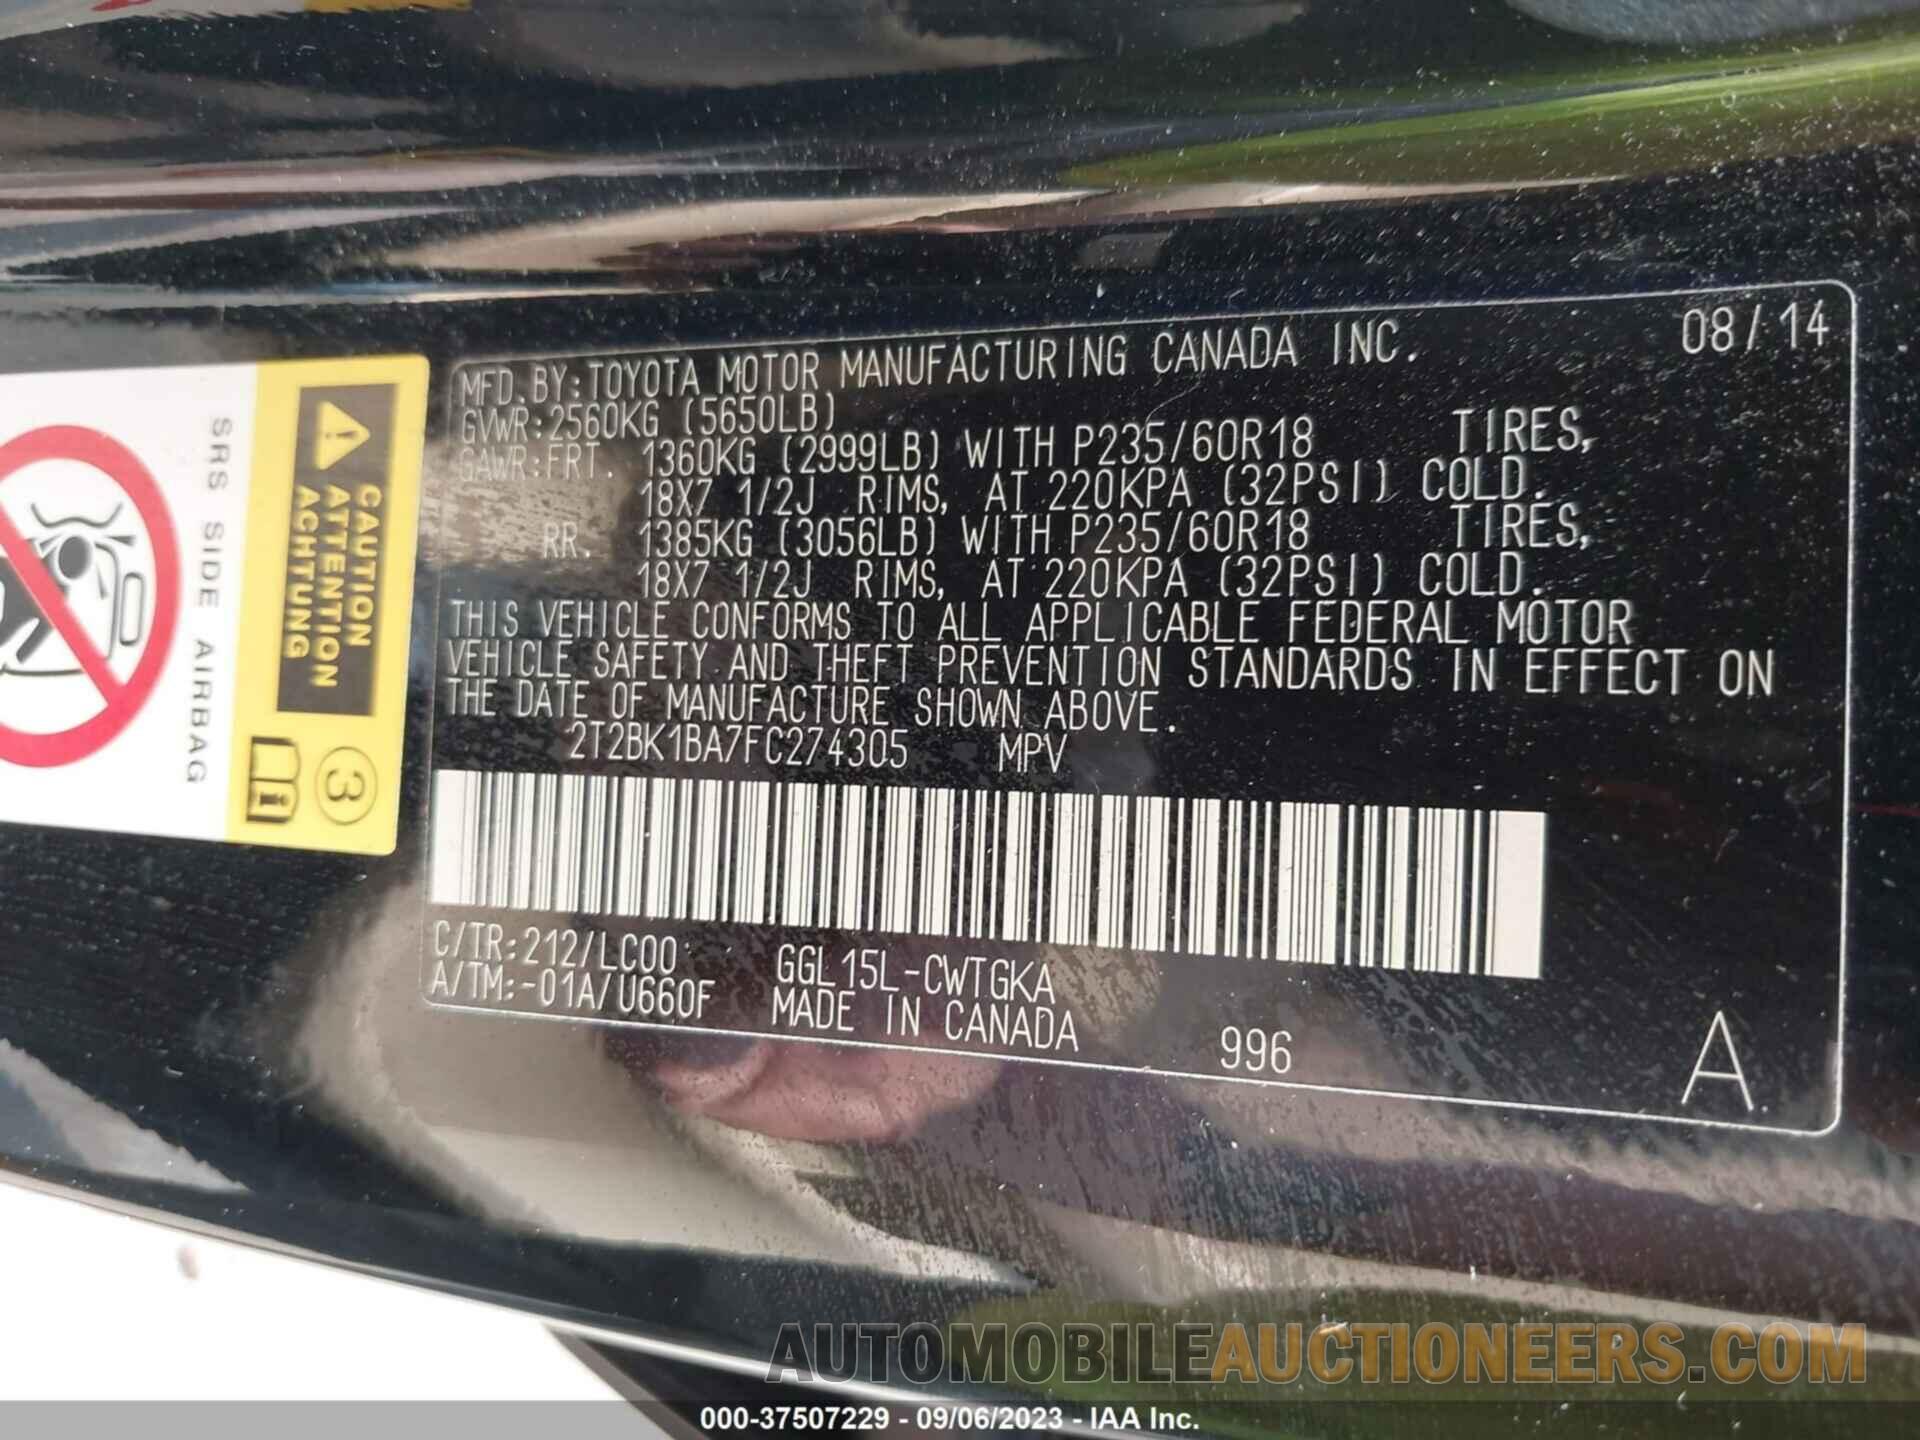 MFD.BY:TOYOTA MOTOR MANUFACTURING CANADA INC. 08/14
GVWR:2560KG (5650LB)
GAWR:FRT. 1360KG (2999LB) WITH P235/60R18 TIRES,
18X7 1/2J RIMS, AT 220KPA (32PSI) COLD.
RR. 1385KG (3056LB) WITH P235/60R18 TIRES,
18X7 1/2J RIMS, AT 220KPA (32PSI) COLD.
THIS VEHICLE CONFORMS TO ALL APPLICABLE FEDERAL MOTOR
VEHICLE SAFETY AND THEFT PREVENTION STANDARDS IN EFFECT ON
THE DATE OF MANUFACTURE SHOWN ABOVE.
2T2BK1BA7FC274305 MPV
C/TR:212/LC00 GGL15L-CWTGKA
A/TM:-01A/U660F MADE IN CANADA
996
A
CAUTION
ATTENTION
ACHTUNG
3
SRS SIDE AIRBAG
AUTOMOBILEAUCTIONEERS.COM
000-37507229 - 09/06/2023 - IAA Inc.